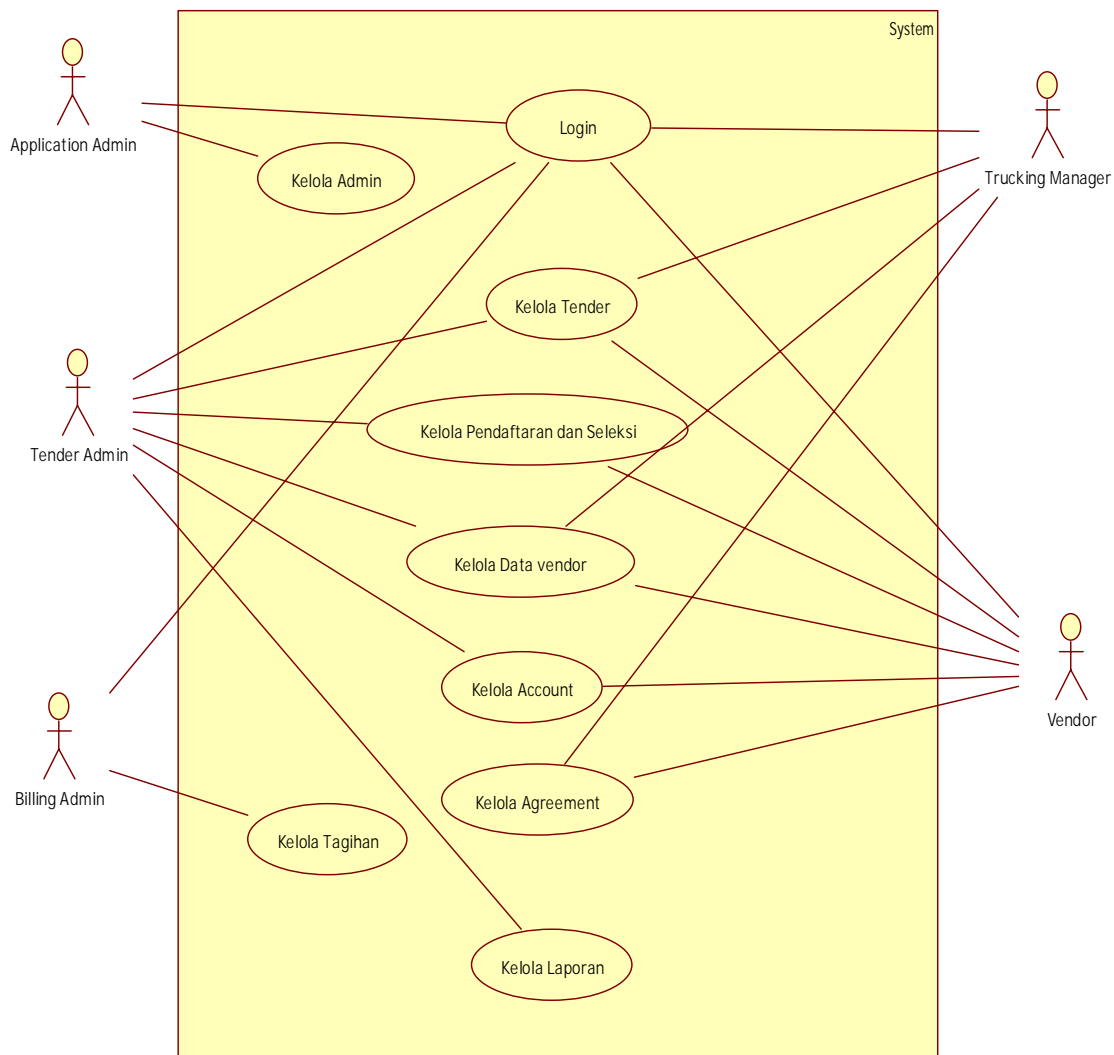 System
Application Admin
Login
Trucking Manager
Kelola Admin
Kelola Tender
Kelola Pendaftaran dan Seleksi
Tender Admin
Kelola Data vendor
Kelola Account
Vendor
Kelola Agreement
Billing Admin
Kelola Tagihan
Kelola Laporan